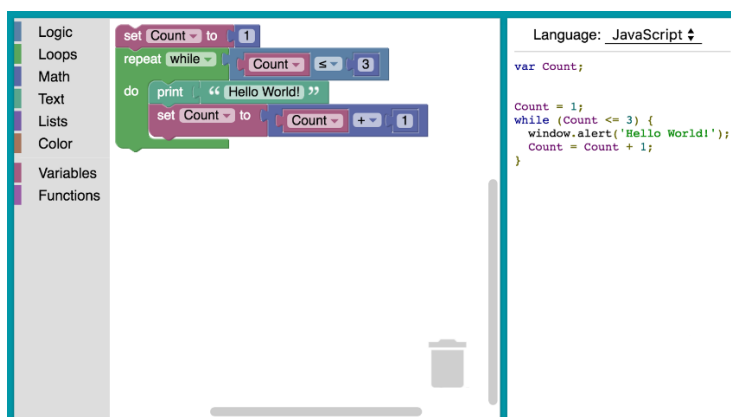 Logic
Loops
Math
Text
Lists
Color
Variables
Functions
set Count to 1
repeat while Count ≤ 3
do print “ Hello World! ”
set Count to Count + 1
Language: JavaScript
var Count;
Count = 1;
while (Count <= 3) {
window.alert('Hello World!');
Count = Count + 1;
}